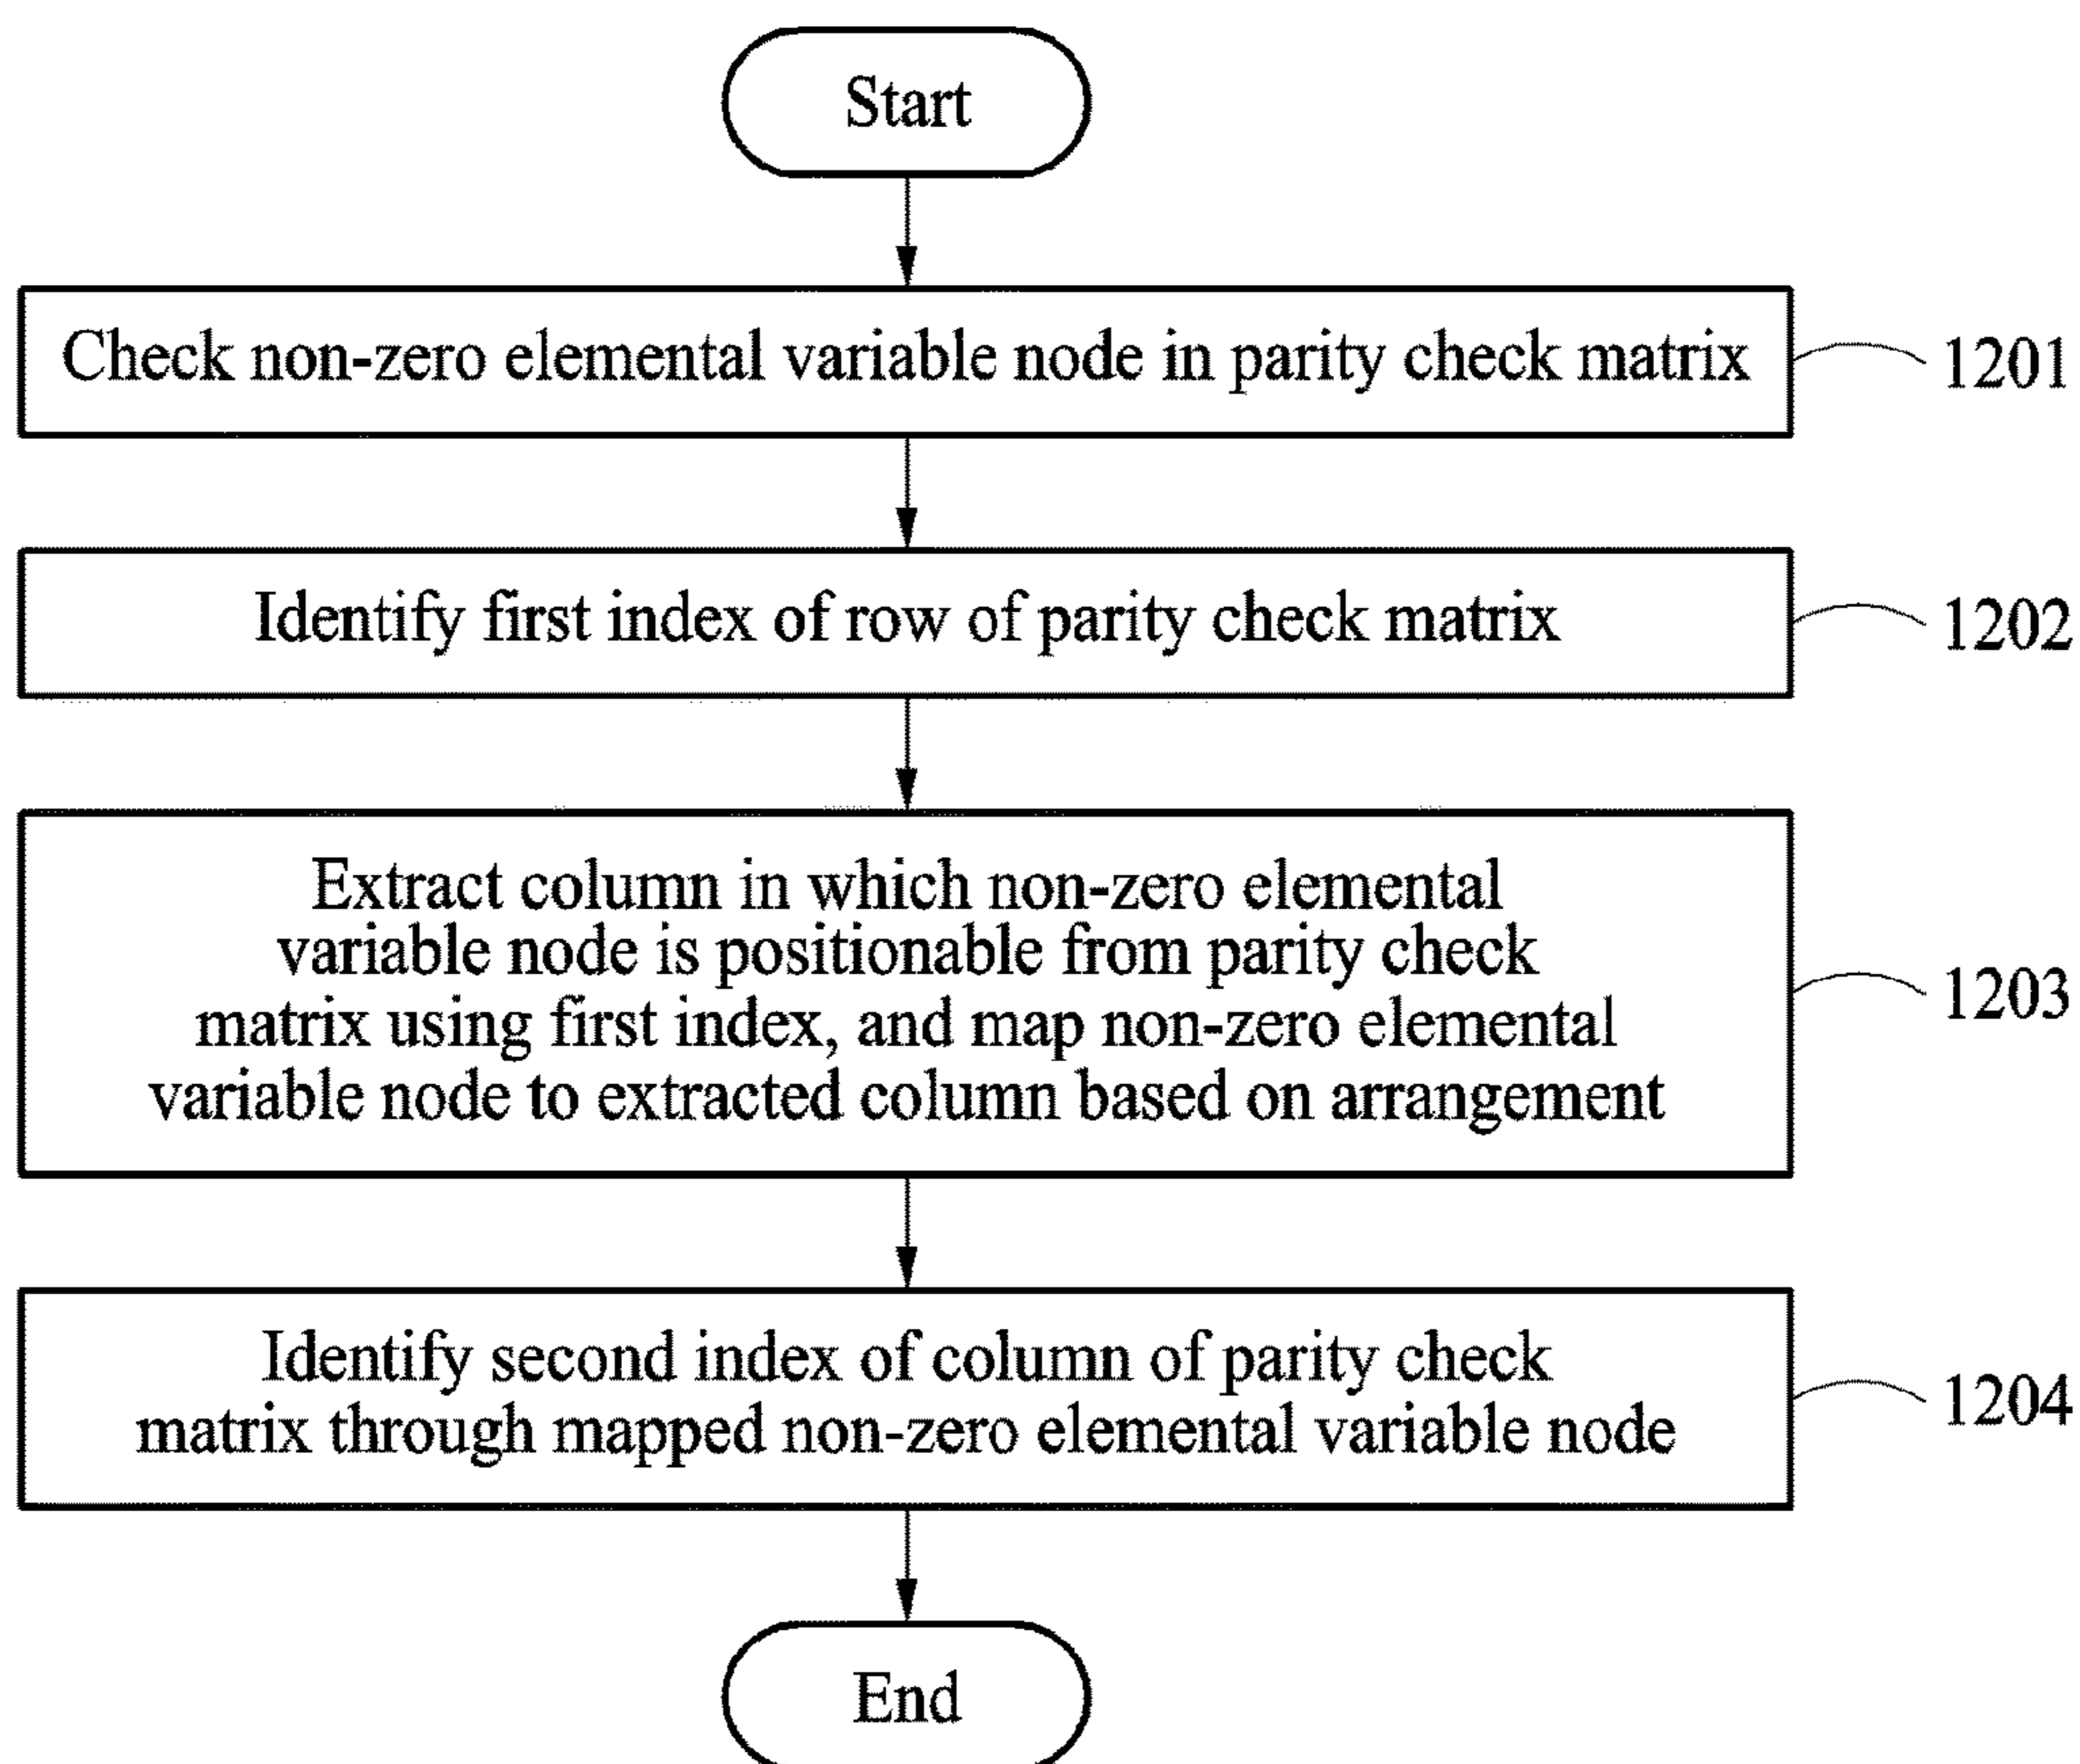 Start
Check non-zero elemental variable node in parity check matrix
1201
Identify first index of row of parity check matrix
1202
Extract column in which non-zero elemental
variable node is positionable from parity check
matrix using first index, and map non-zero elemental
variable node to extracted column based on arrangement
1203
Identify second index of column of parity check
matrix through mapped non-zero elemental variable node
1204
End